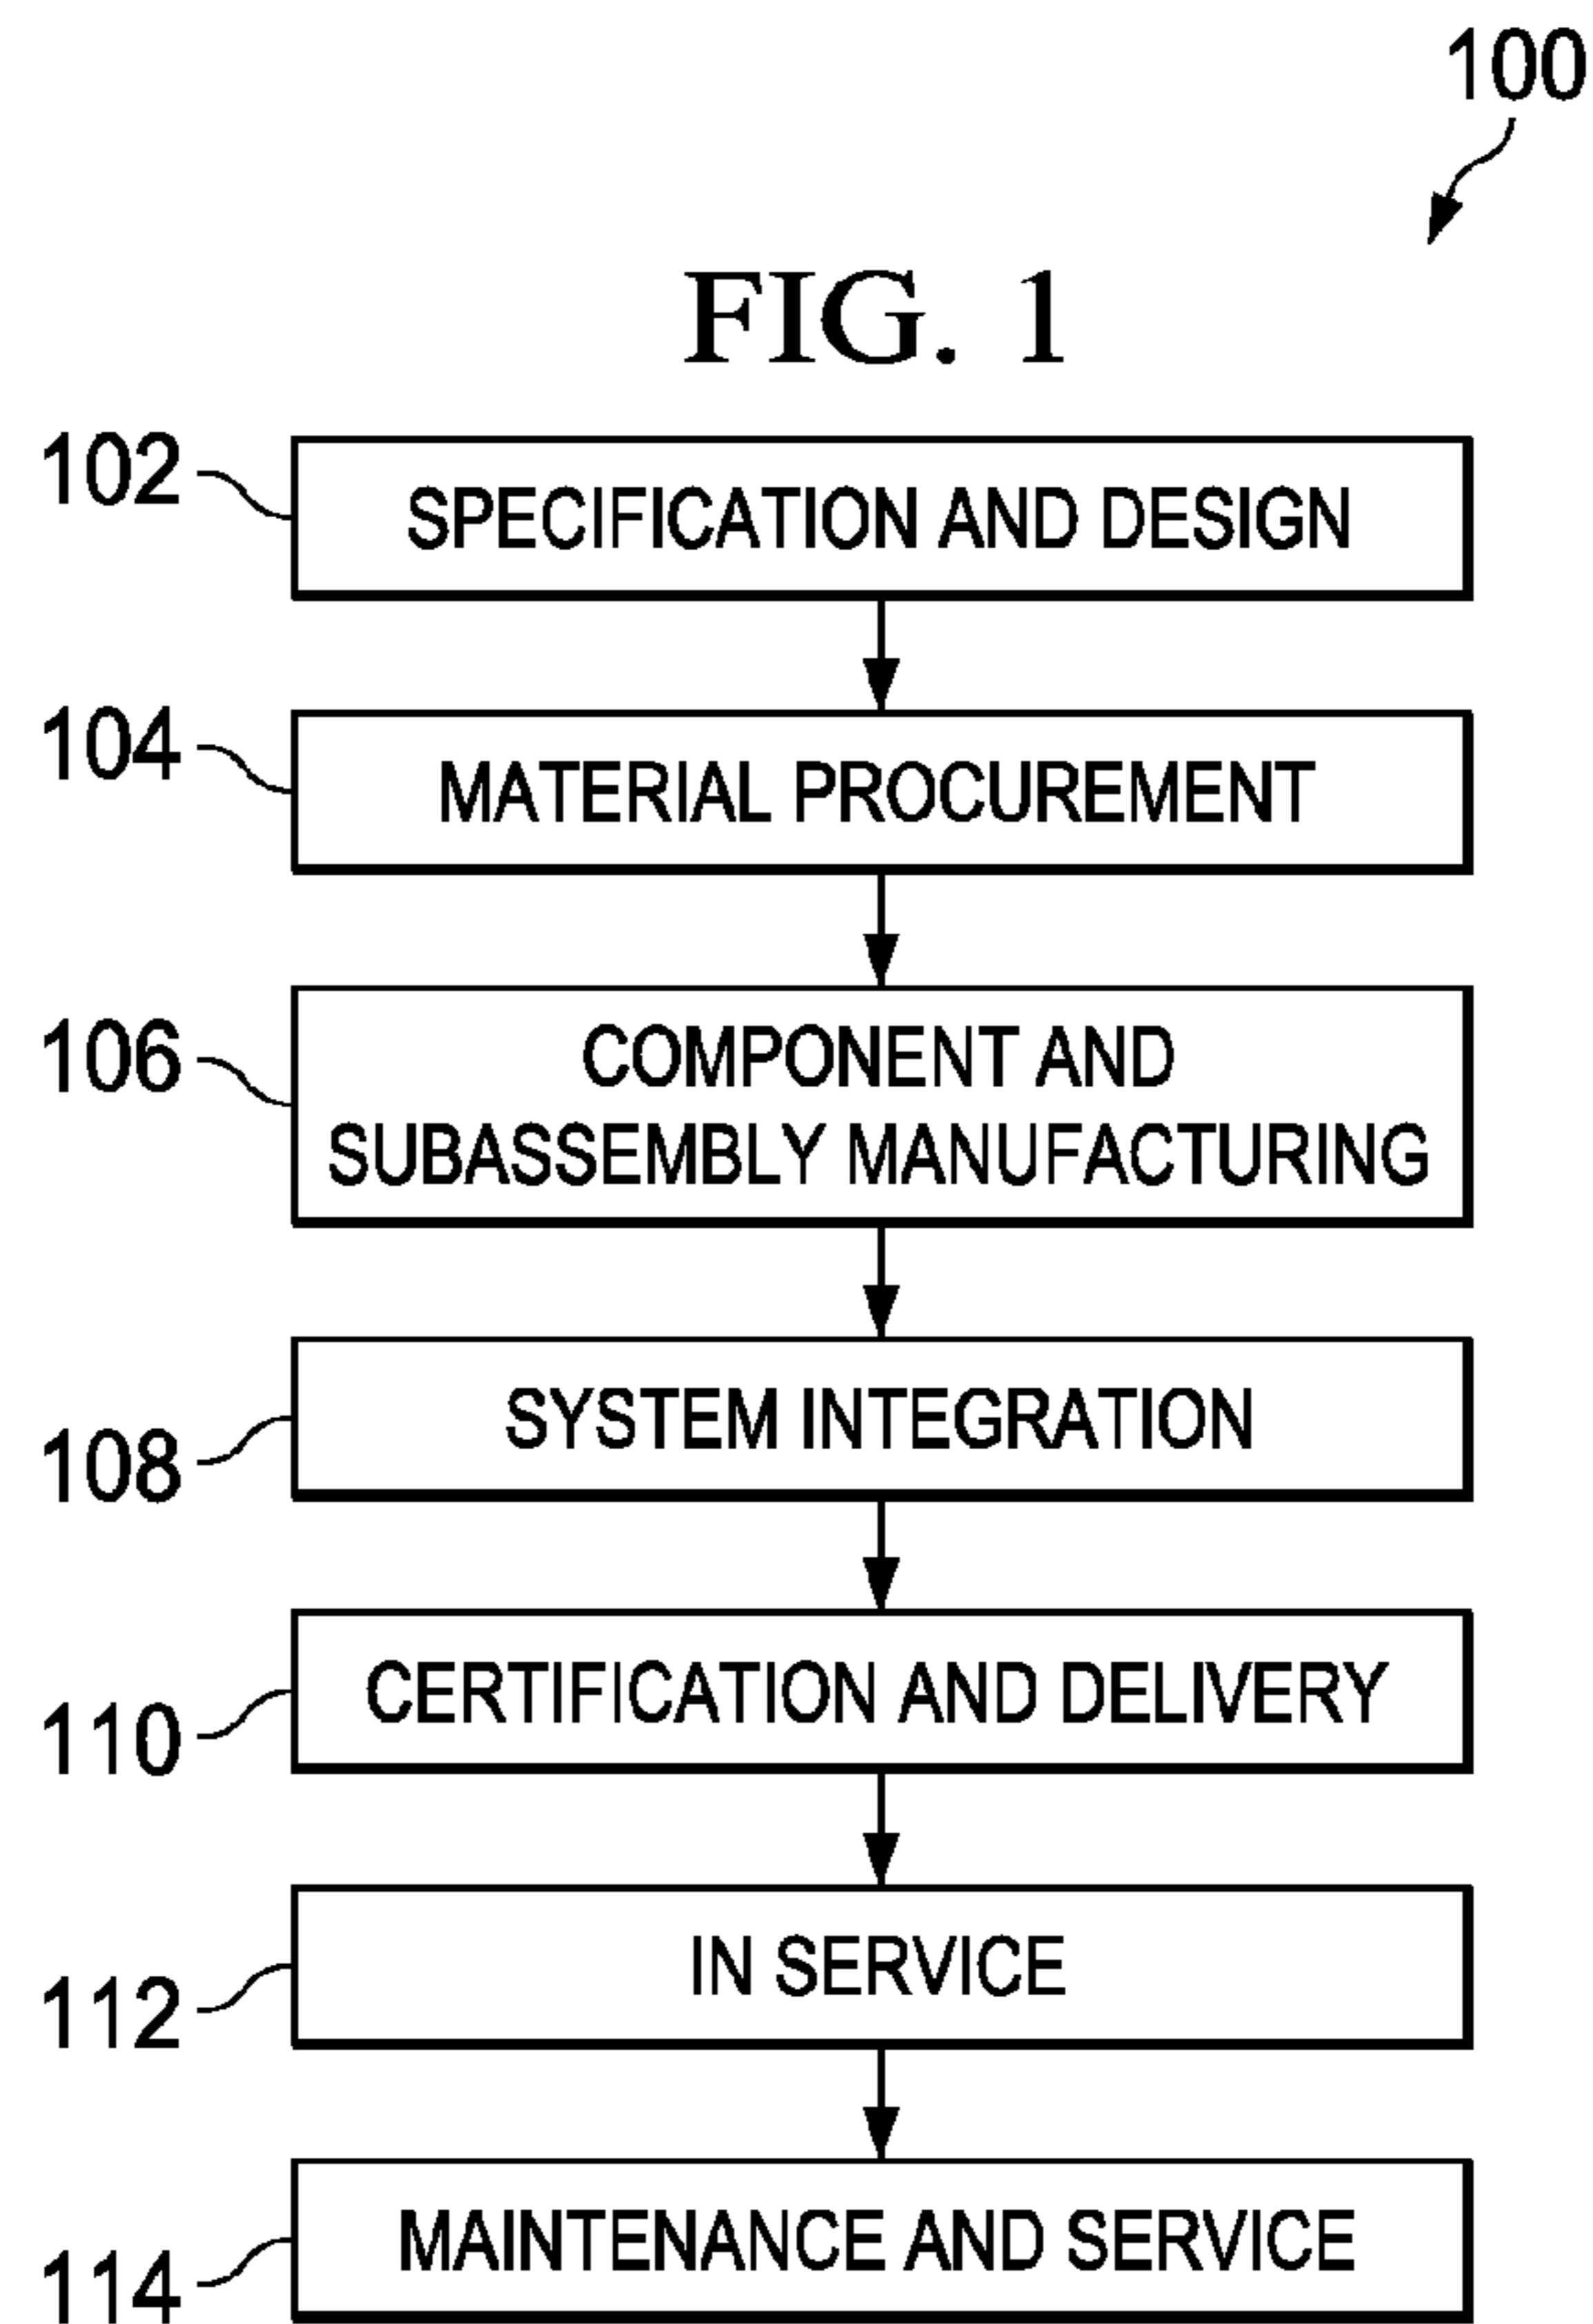 100
FIG. 1
102
SPECIFICATION AND DESIGN
104
MATERIAL PROCUREMENT
106
COMPONENT AND
SUBASSEMBLY MANUFACTURING
108
SYSTEM INTEGRATION
110
CERTIFICATION AND DELIVERY
112
IN SERVICE
114
MAINTENANCE AND SERVICE